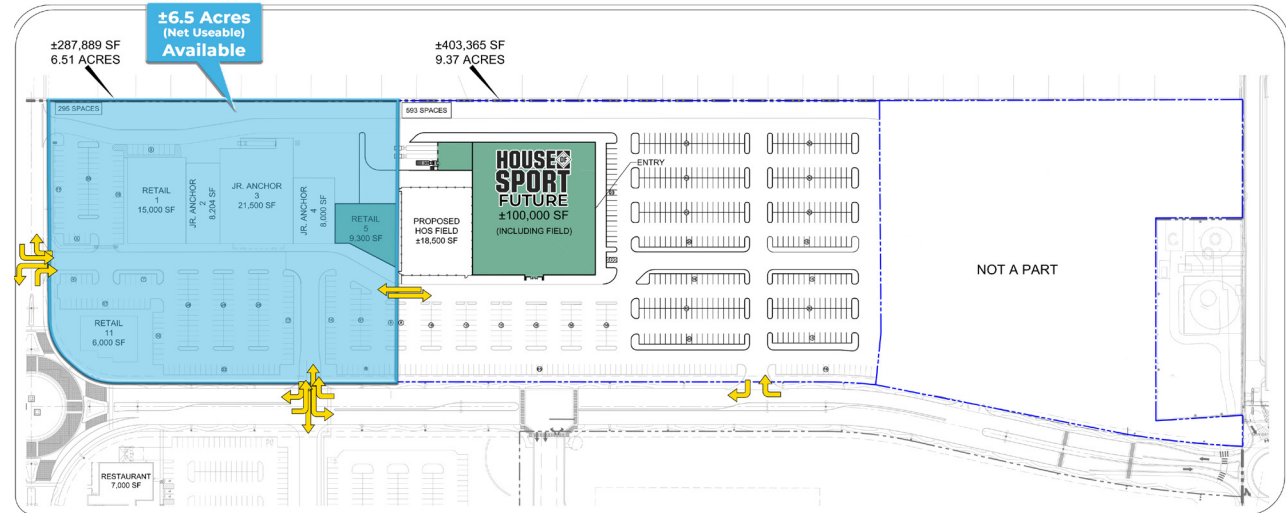 ±6.5 Acres
(Net Useable)
Available
±287,889 SF
6.51 ACRES
±403,365 SF
9.37 ACRES
295 SPACES
593 SPACES
RETAIL
1
15,000 SF
JR. ANCHOR
2
8,204 SF
JR. ANCHOR
3
21,500 SF
JR. ANCHOR
4
8,000 SF
RETAIL
5
9,300 SF
PROPOSED
HOS FIELD
±18,500 SF
HOUSE OF
SPORT
FUTURE
±100,000 SF
(INCLUDING FIELD)
ENTRY
NOT A PART
RETAIL
11
6,000 SF
RESTAURANT
7,000 SF